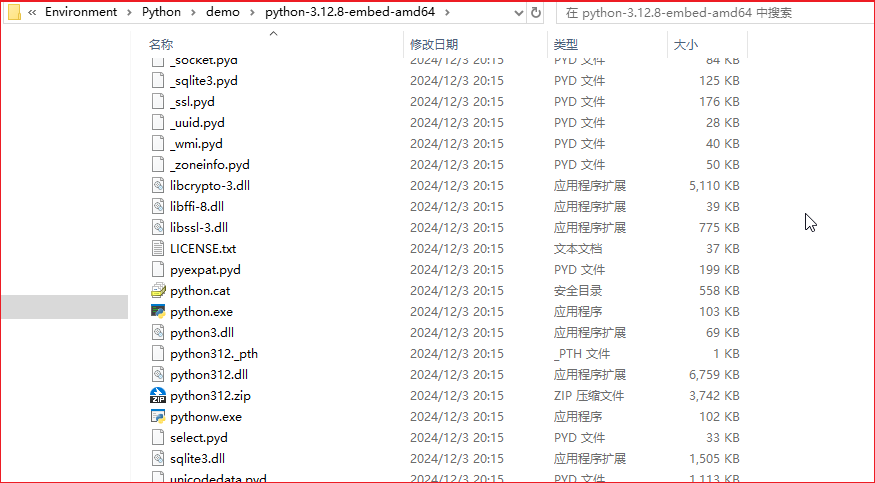 « Environment > Python > demo > python-3.12.8-embed-amd64 > 在 python-3.12.8-embed-amd64 中搜索
名称 修改日期 类型 大小
_socket.pyd 2024/12/3 20:15 PYD 文件 84 KB
_sqlite3.pyd 2024/12/3 20:15 PYD 文件 125 KB
_ssl.pyd 2024/12/3 20:15 PYD 文件 176 KB
_uuid.pyd 2024/12/3 20:15 PYD 文件 28 KB
_wmi.pyd 2024/12/3 20:15 PYD 文件 40 KB
_zoneinfo.pyd 2024/12/3 20:15 PYD 文件 50 KB
libcrypto-3.dll 2024/12/3 20:15 应用程序扩展 5,110 KB
libffi-8.dll 2024/12/3 20:15 应用程序扩展 39 KB
libssl-3.dll 2024/12/3 20:15 应用程序扩展 775 KB
LICENSE.txt 2024/12/3 20:15 文本文档 37 KB
pyexpat.pyd 2024/12/3 20:15 PYD 文件 199 KB
python.cat 2024/12/3 20:15 安全目录 558 KB
python.exe 2024/12/3 20:15 应用程序 103 KB
python3.dll 2024/12/3 20:15 应用程序扩展 69 KB
python312._pth 2024/12/3 20:15 _PTH 文件 1 KB
python312.dll 2024/12/3 20:15 应用程序扩展 6,759 KB
ZIP python312.zip 2024/12/3 20:15 ZIP 压缩文件 3,742 KB
pythonw.exe 2024/12/3 20:15 应用程序 102 KB
select.pyd 2024/12/3 20:15 PYD 文件 33 KB
sqlite3.dll 2024/12/3 20:15 应用程序扩展 1,505 KB
unicodedata.pyd 2024/12/3 20:15 PYD 文件 1,113 KB